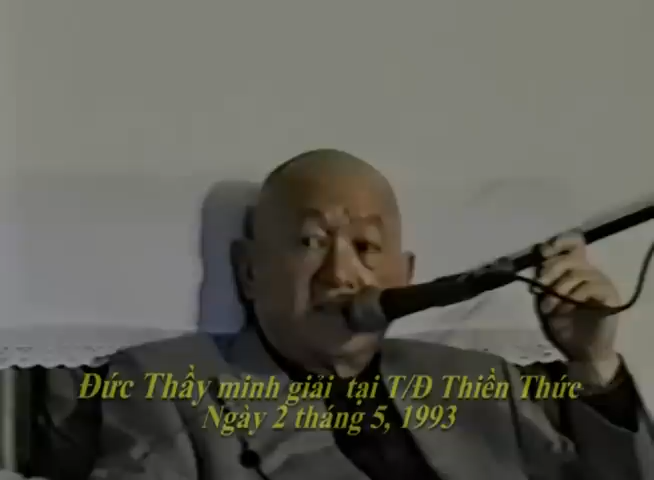 Đức Thầy minh giải tại T/Đ Thiền Thức
Ngày 2 tháng 5, 1993